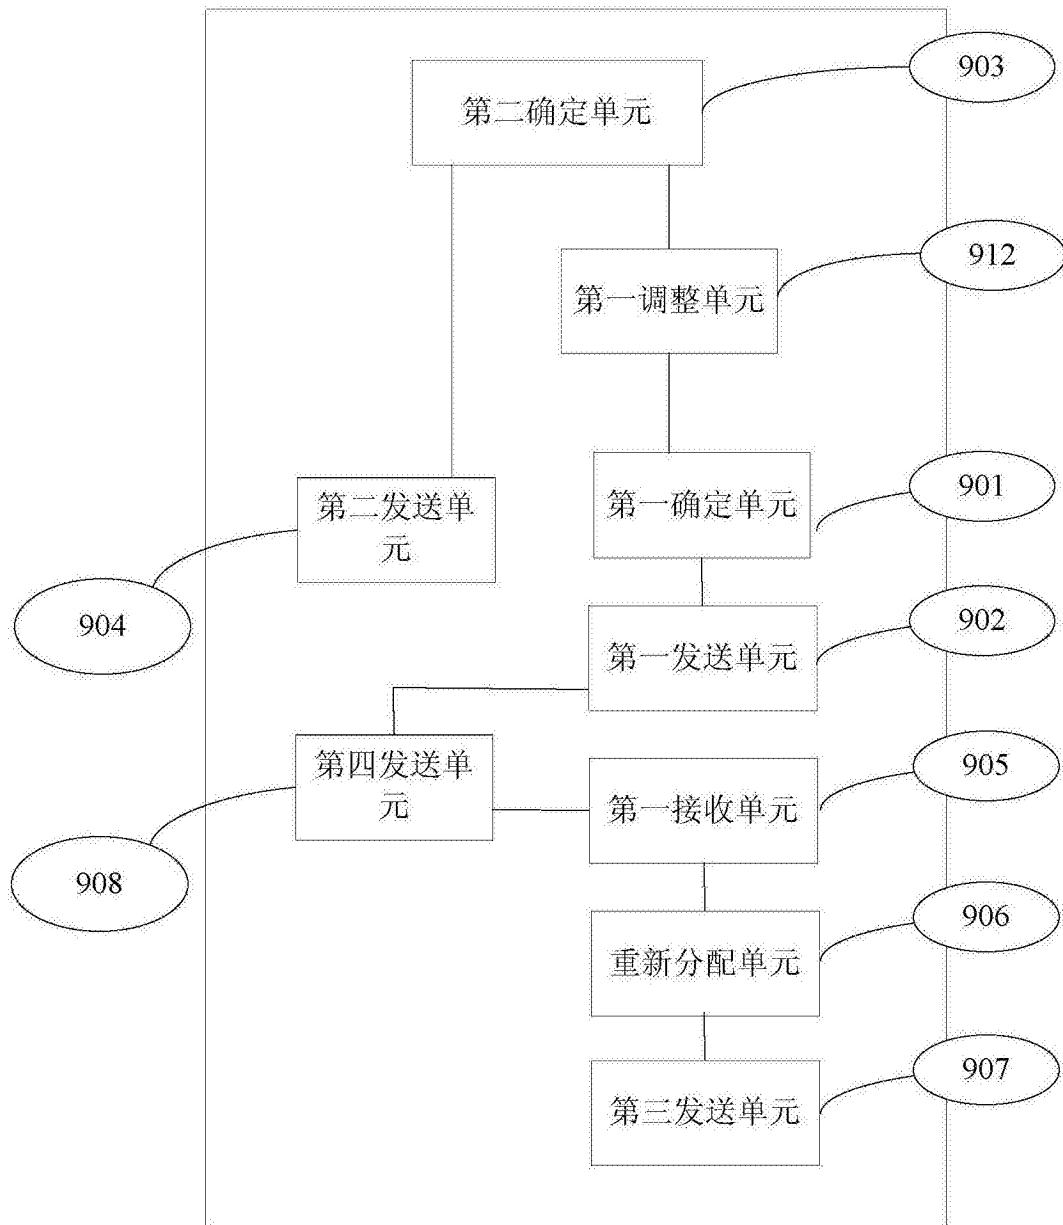 903
第二确定单元
912
第一调整单元
901
第一确定单元
第二发送单
元
904
902
第一发送单元
905
第四发送单
元
第一接收单元
908
906
重新分配单元
907
第三发送单元